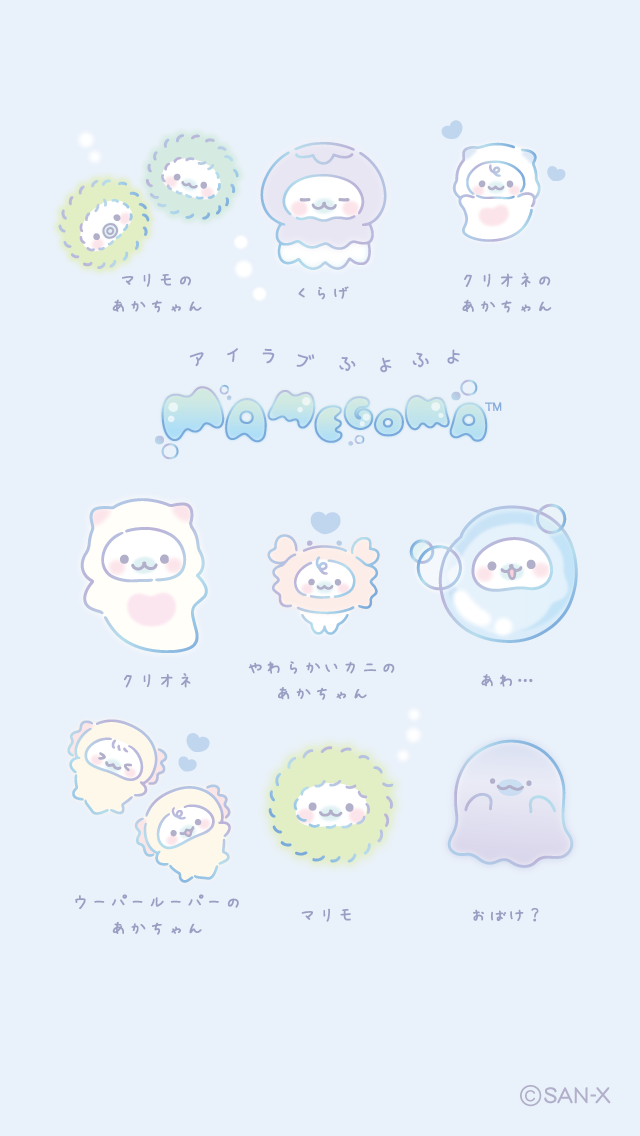 マリモの
あかちゃん
くらげ
クリオネの
あかちゃん
アイラブふよふよ
MAMEGOMA™
クリオネ
やわらかいカニの
あかちゃん
あわ…
ウーパールーパーの
あかちゃん
マリモ
おばけ?
©SAN-X